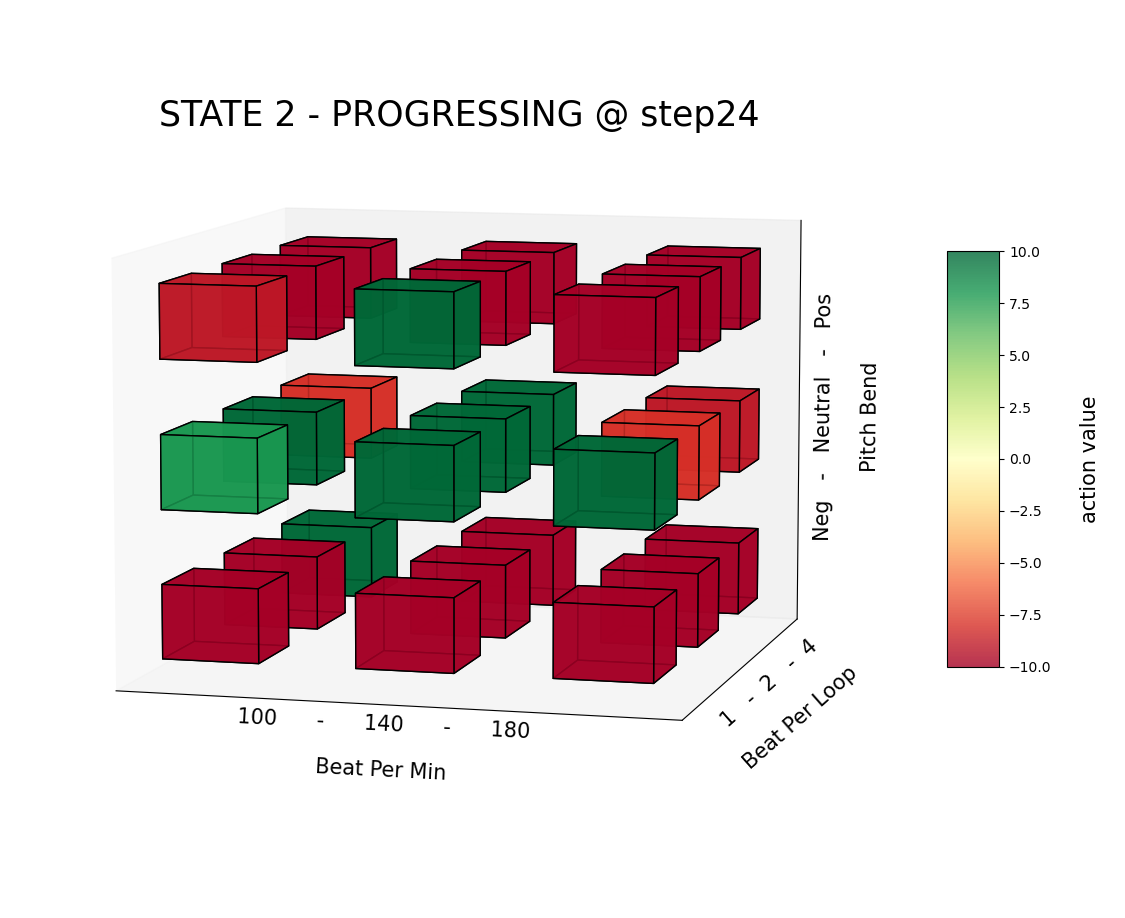 STATE 2 - PROGRESSING @ step24
Neg - Neutral - Pos
Pitch Bend
1 - 2 - 4
Beat Per Loop
100 - 140 - 180
Beat Per Min
10.0
7.5
5.0
2.5
0.0
−2.5
−5.0
−7.5
−10.0
action value